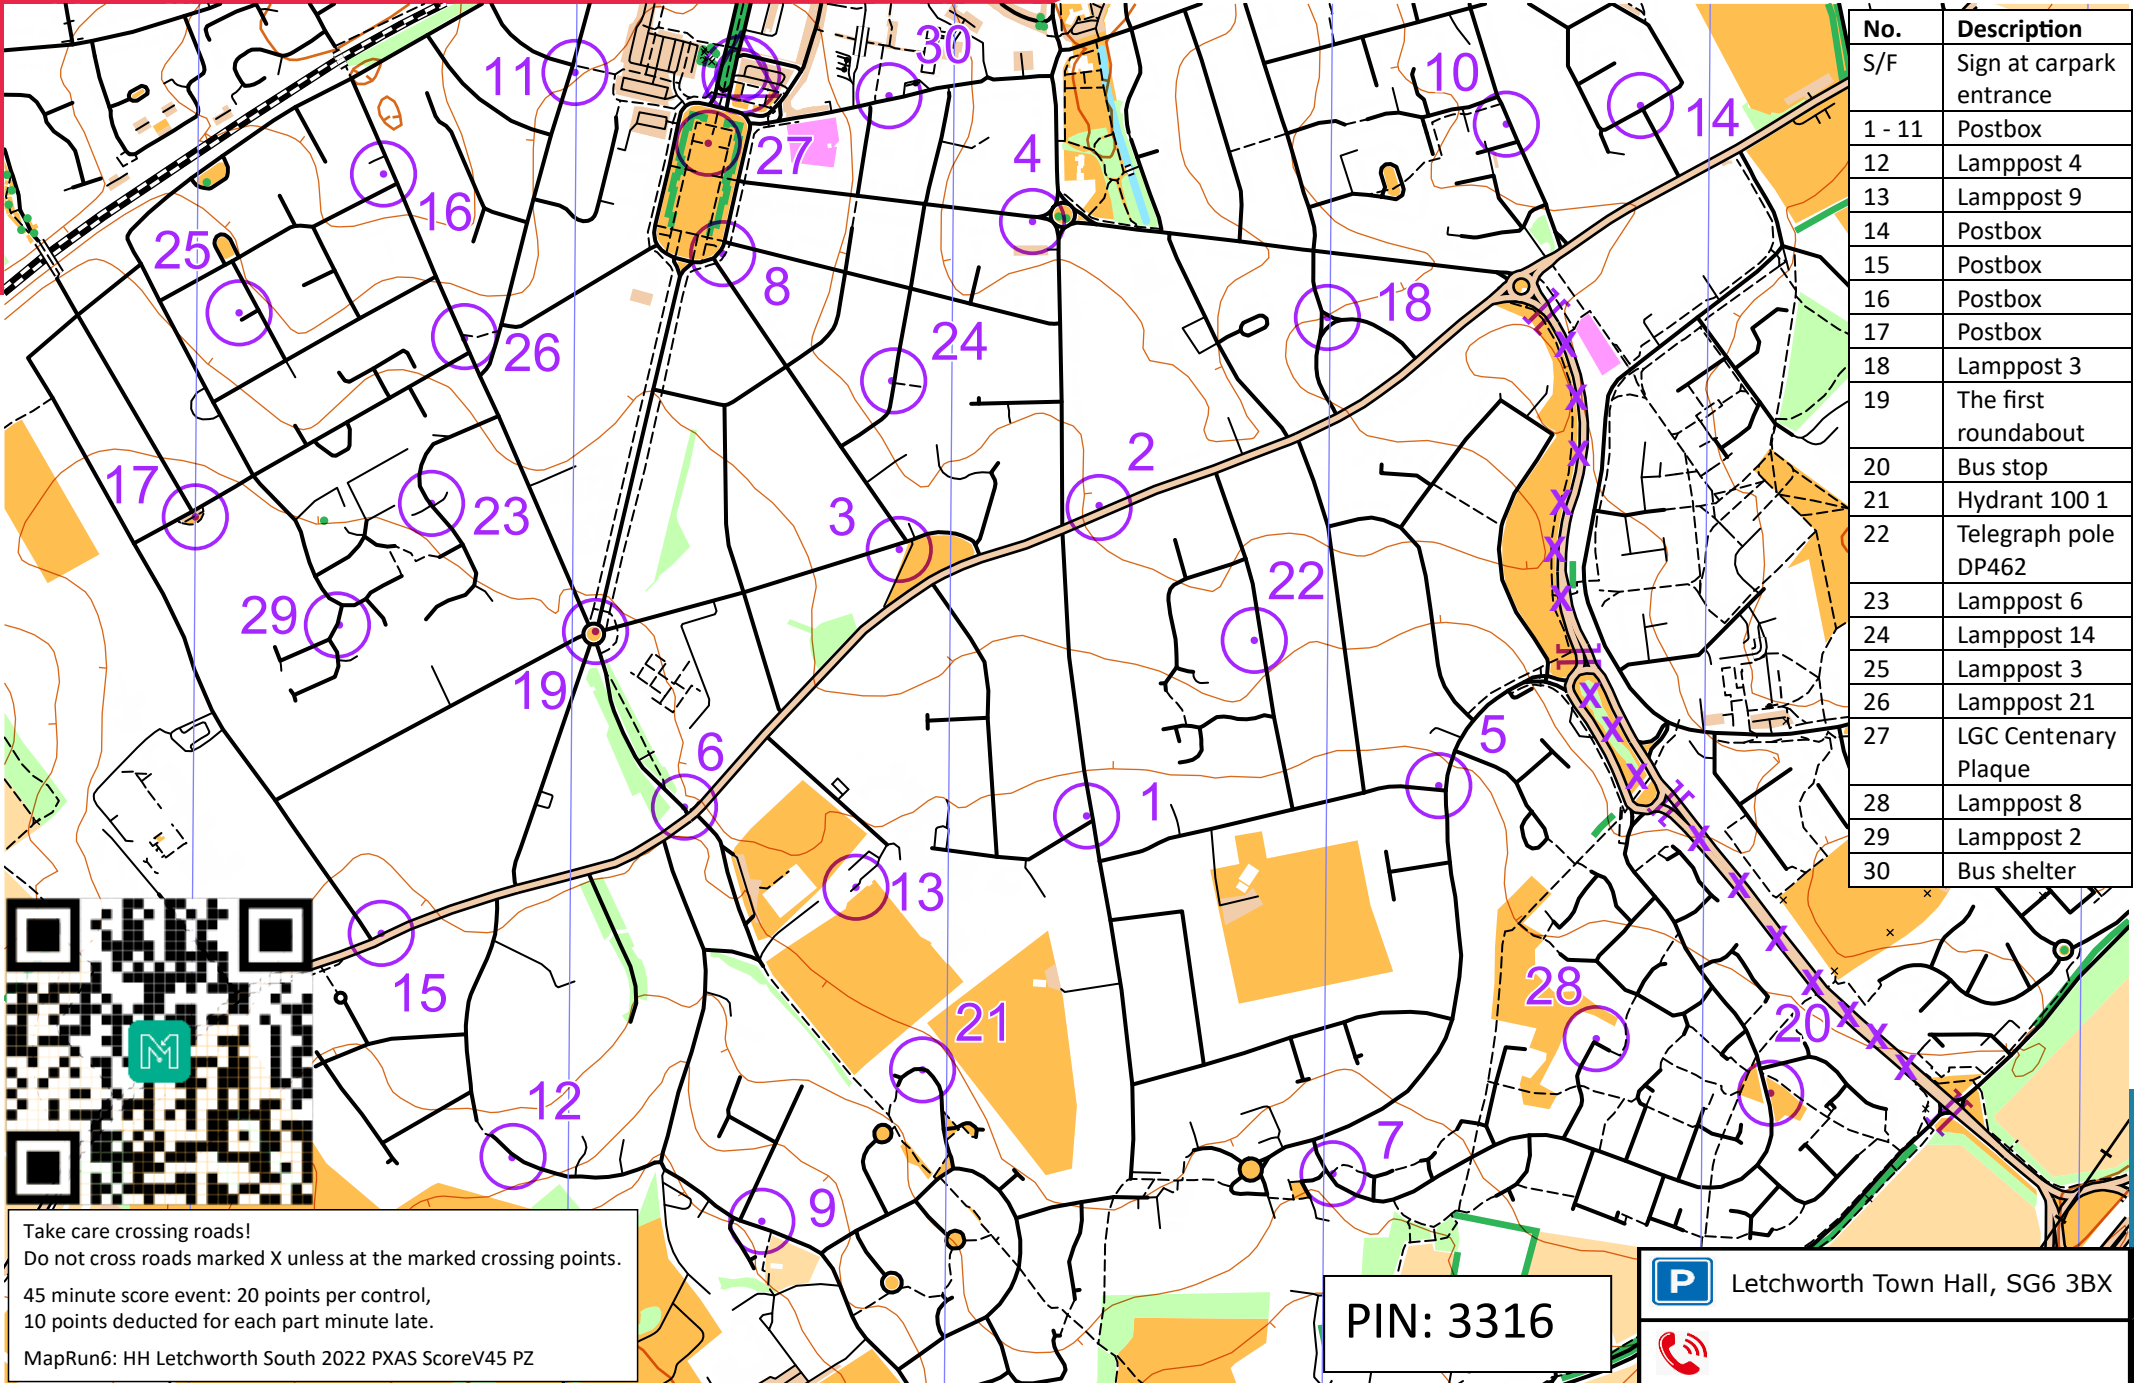 11
30
10
14
27
4
16
25
8
18
26
24
17
23
3
2
29
22
19
6
5
1
13
15
21
28
20
12
7
9
No. Description
S/F Sign at carpark
entrance
1 - 11 Postbox
12 Lamppost 4
13 Lamppost 9
14 Postbox
15 Postbox
16 Postbox
17 Postbox
18 Lamppost 3
19 The first
roundabout
20 Bus stop
21 Hydrant 100 1
22 Telegraph pole
DP462
23 Lamppost 6
24 Lamppost 14
25 Lamppost 3
26 Lamppost 21
27 LGC Centenary
Plaque
28 Lamppost 8
29 Lamppost 2
30 Bus shelter
Take care crossing roads!
Do not cross roads marked X unless at the marked crossing points.
45 minute score event: 20 points per control,
10 points deducted for each part minute late.
MapRun6: HH Letchworth South 2022 PXAS ScoreV45 PZ
PIN: 3316
P Letchworth Town Hall, SG6 3BX